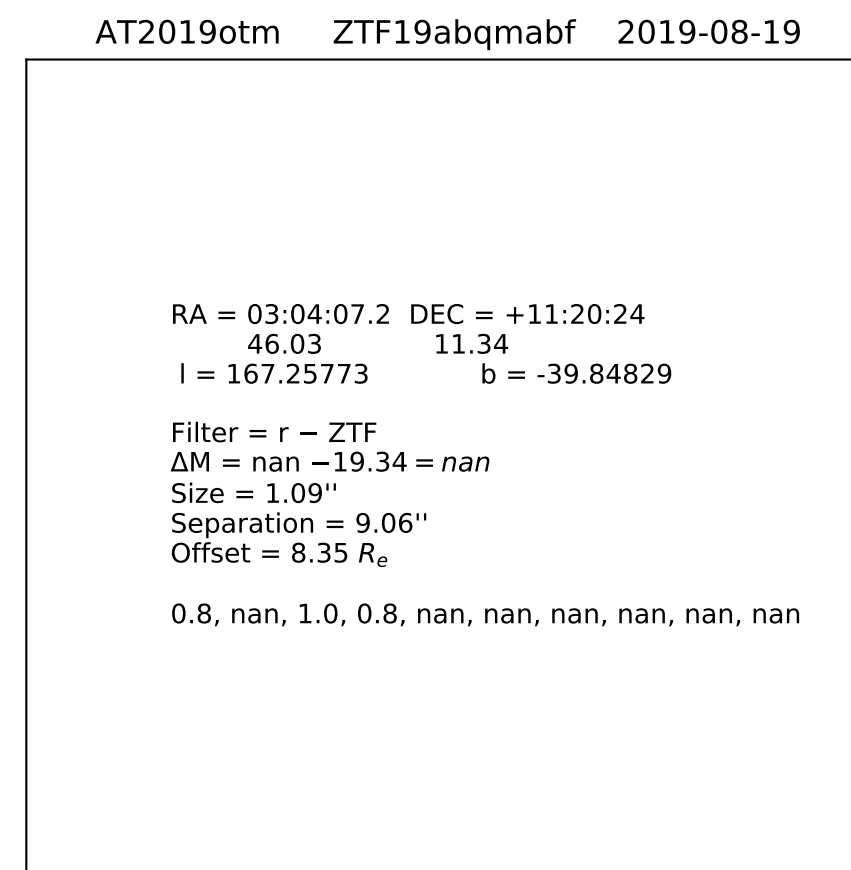 AT2019otm ZTF19abqmabf 2019-08-19
RA = 03:04:07.2 DEC = +11:20:24
46.03 11.34
l = 167.25773 b = -39.84829
Filter = r − ZTF
ΔM = nan −19.34 = nan
Size = 1.09''
Separation = 9.06''
Offset = 8.35 Re
0.8, nan, 1.0, 0.8, nan, nan, nan, nan, nan, nan